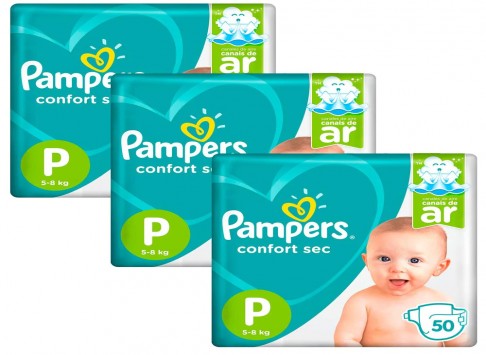 Pampers
confort s
canais de
ar
P
5-8 kg
Pampers
confort sec
canais de
ar
P
5-8 kg
Pampers
confort sec
canais de
ar
P
5-8 kg
50